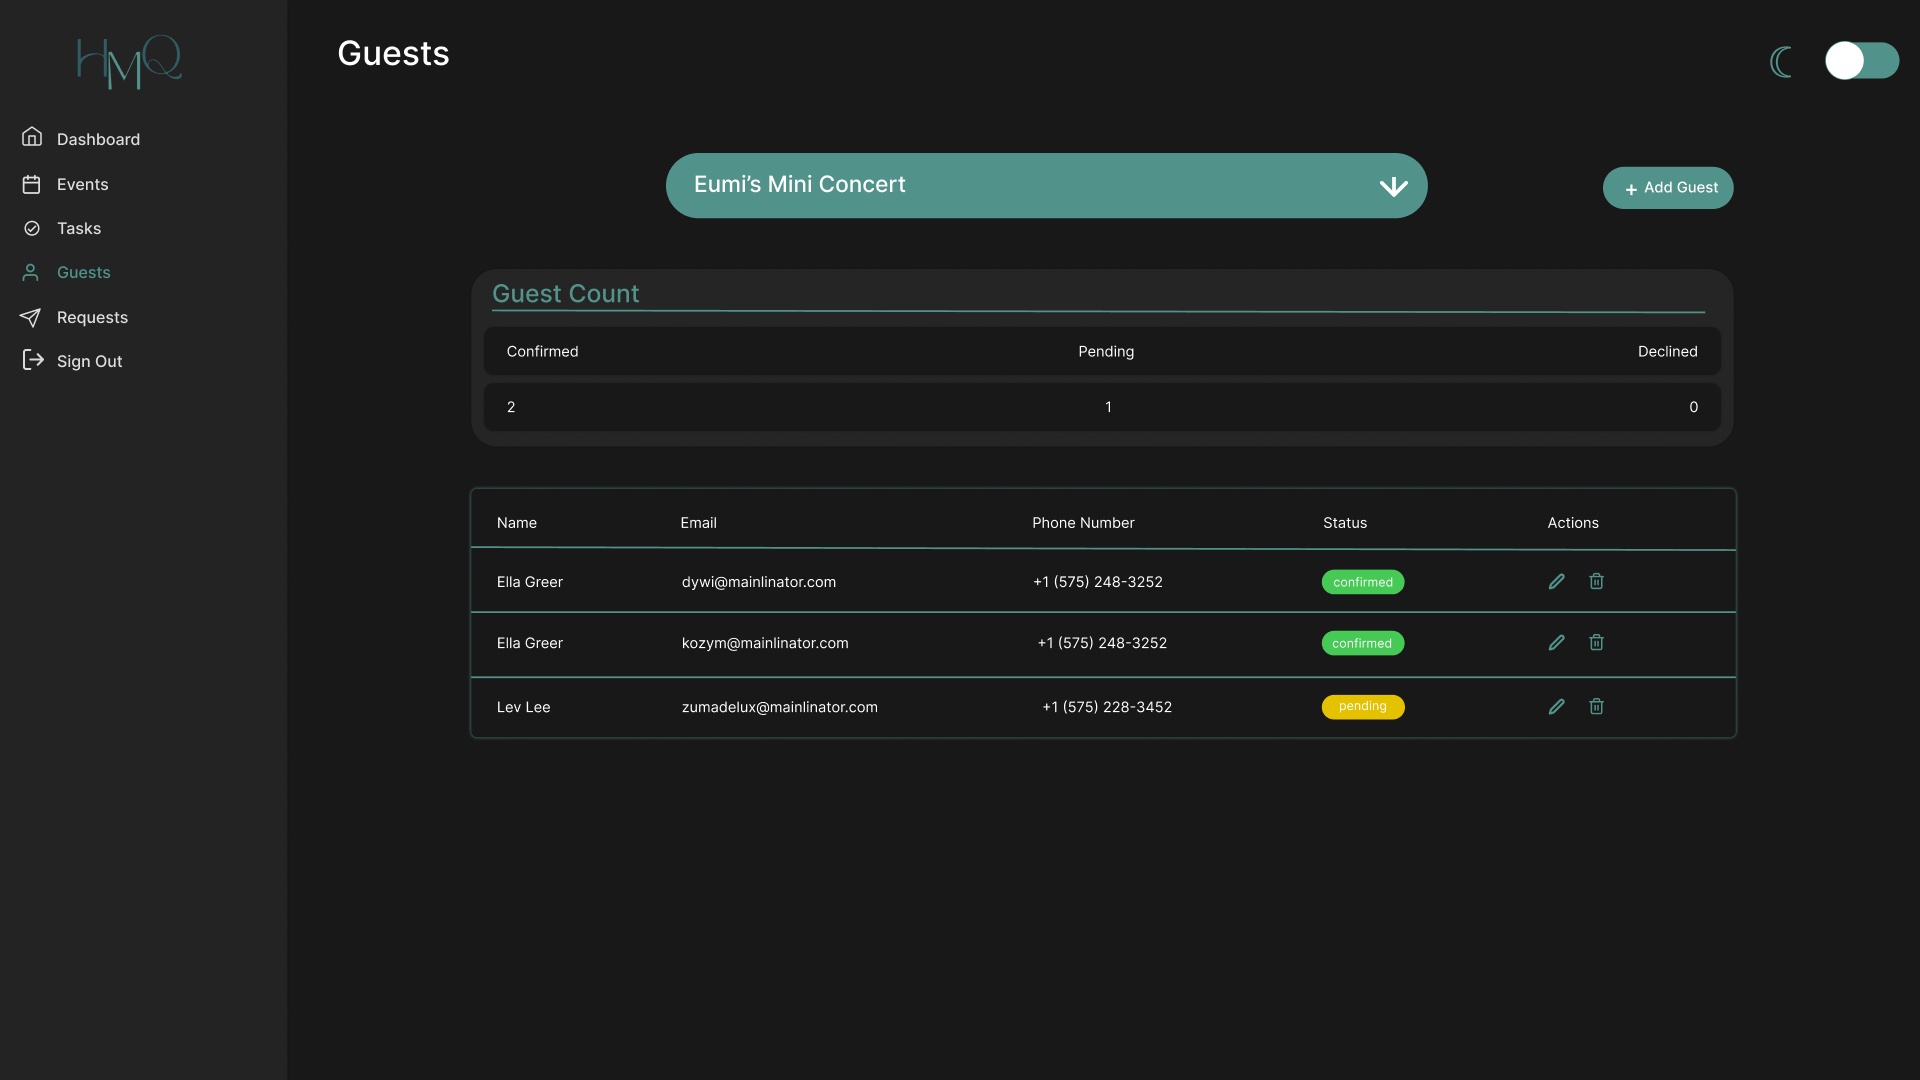 HMQ
Dashboard
Events
Tasks
Guests
Requests
Sign Out
Guests
Eumi’s Mini Concert
+ Add Guest
Guest Count
Confirmed Pending Declined
2 1 0
Name Email Phone Number Status Actions
Ella Greer dywi@mainlinator.com +1 (575) 248-3252 confirmed
Ella Greer kozym@mainlinator.com +1 (575) 248-3252 confirmed
Lev Lee zumadelux@mainlinator.com +1 (575) 228-3452 pending